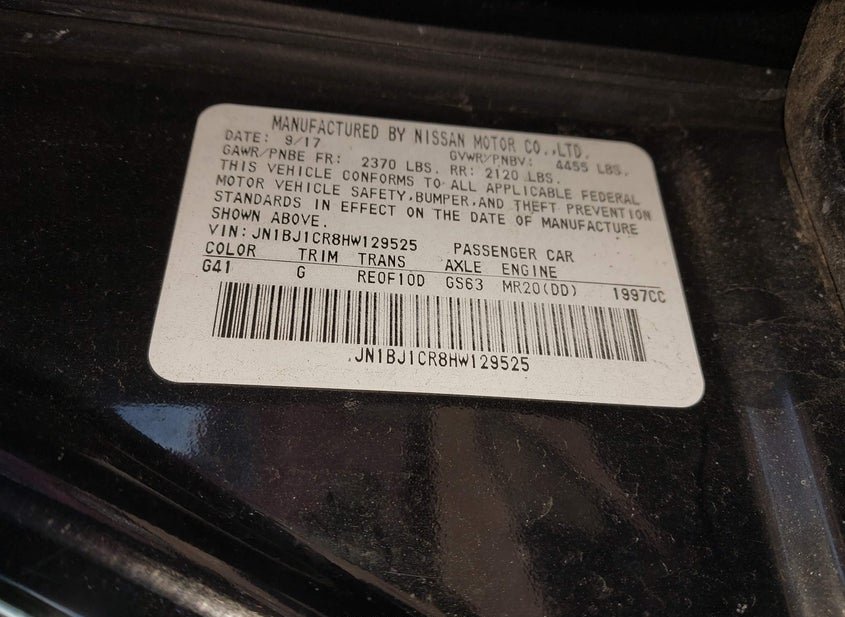 MANUFACTURED BY NISSAN MOTOR CO.,LTD.
DATE: 9/17 GVWR/PNBV: 4455 LBS.
GAWR/PNBE FR: 2370 LBS. RR: 2120 LBS.
THIS VEHICLE CONFORMS TO ALL APPLICABLE FEDERAL
MOTOR VEHICLE SAFETY,BUMPER,AND THEFT PREVENTION
STANDARDS IN EFFECT ON THE DATE OF MANUFACTURE
SHOWN ABOVE.
VIN:JN1BJ1CR8HW129525 PASSENGER CAR
COLOR TRIM TRANS AXLE ENGINE
G41 G RE0F10D GS63 MR20(DD) 1997CC
JN1BJ1CR8HW129525